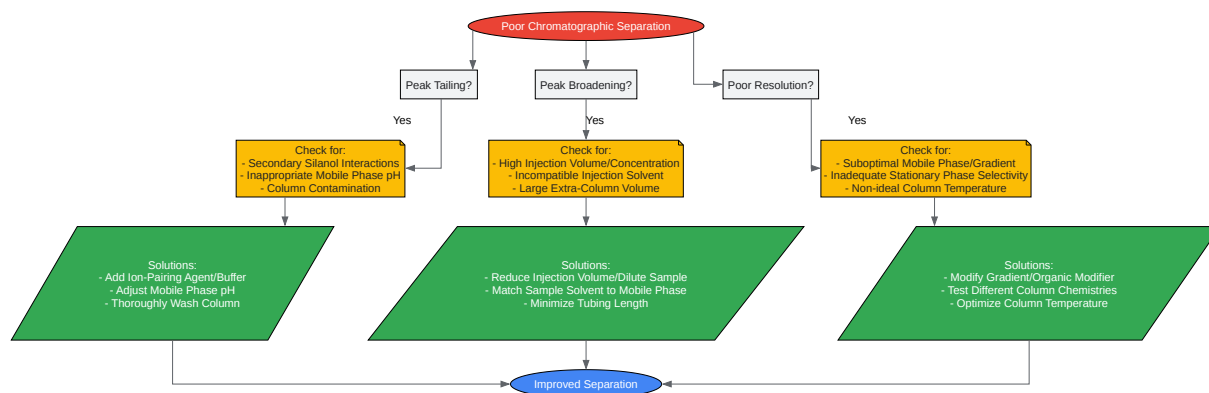 Poor Chromatographic Separation
Peak Tailing?
Peak Broadening?
Poor Resolution?
Yes
Yes
Yes
Check for:
- Secondary Silanol Interactions
- Inappropriate Mobile Phase pH
- Column Contamination
Check for:
- High Injection Volume/Concentration
- Incompatible Injection Solvent
- Large Extra-Column Volume
Check for:
- Suboptimal Mobile Phase/Gradient
- Inadequate Stationary Phase Selectivity
- Non-ideal Column Temperature
Solutions:
- Add Ion-Pairing Agent/Buffer
- Adjust Mobile Phase pH
- Thoroughly Wash Column
Solutions:
- Reduce Injection Volume/Dilute Sample
- Match Sample Solvent to Mobile Phase
- Minimize Tubing Length
Solutions:
- Modify Gradient/Organic Modifier
- Test Different Column Chemistries
- Optimize Column Temperature
Improved Separation